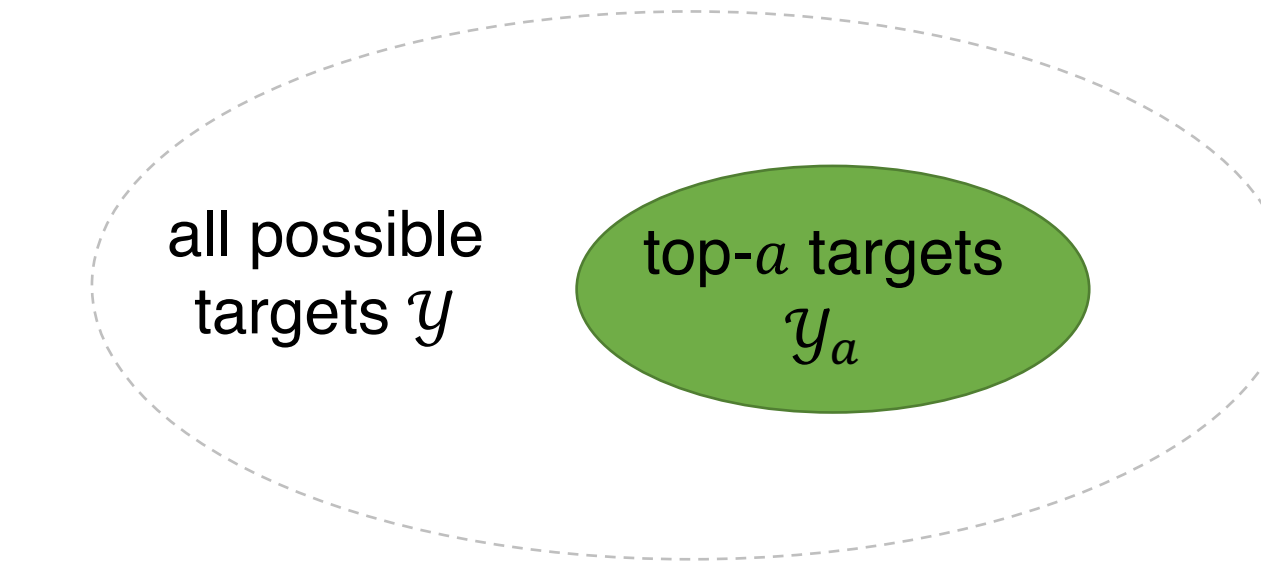 all possible
targets 𝒴
top-𝑎 targets
𝒴𝑎